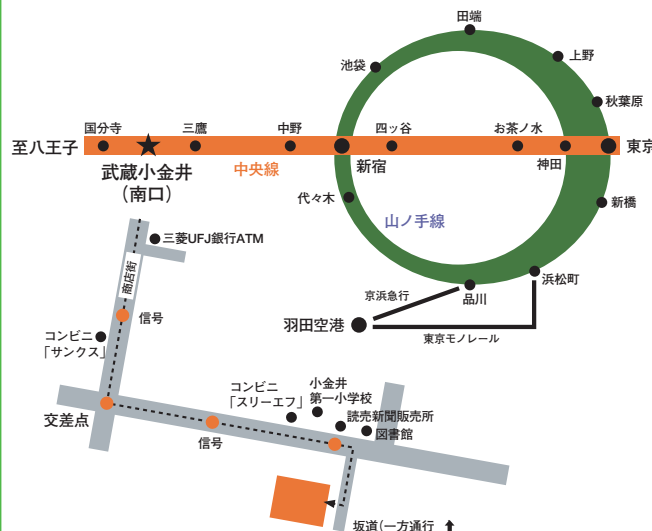 田端
池袋
上野
秋葉原
国分寺
三鷹
中野
四ッ谷
お茶ノ水
至八王子
東京
武蔵小金井
(南口)
中央線
新宿
神田
代々木
山ノ手線
新橋
三菱UFJ銀行ATM
商店街
浜松町
京浜急行
品川
信号
羽田空港
東京モノレール
コンビニ
「サンクス」
コンビニ
「スリーエフ」
小金井
第一小学校
読売新聞販売所
図書館
交差点
信号
坂道(一方通行